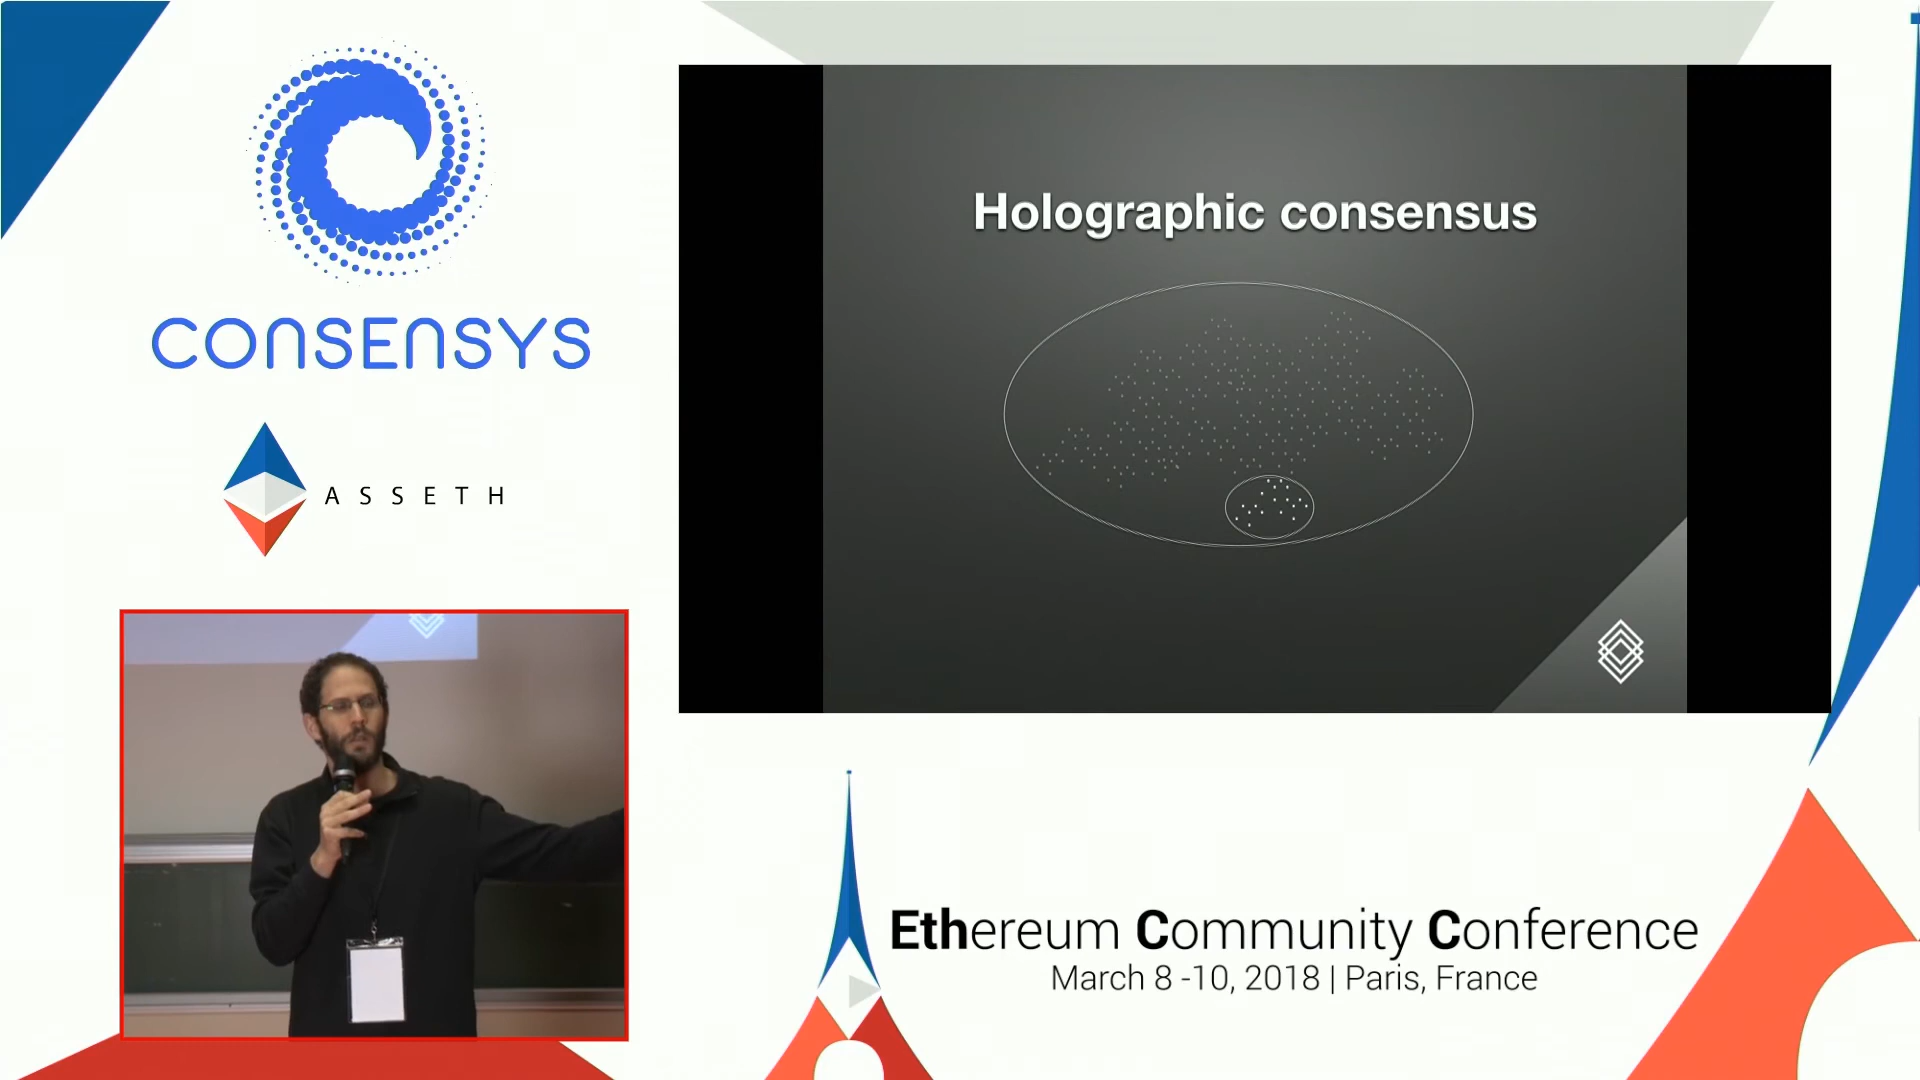 CONSENSYS
ASSETH
Holographic consensus
Ethereum Community Conference
March 8 -10, 2018 | Paris, France